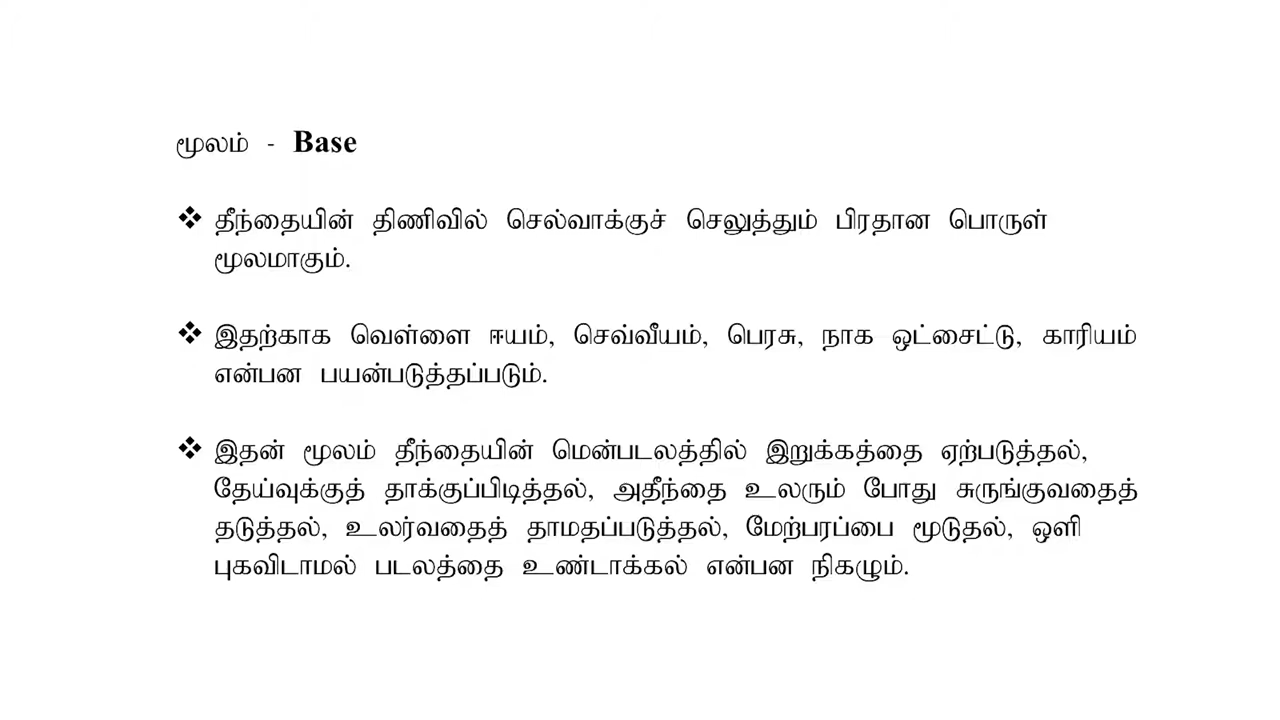 மூலம் - Base
❖ தீந்தையின் திணிவில் செல்வாக்குச் செலுத்தும் பிரதான பொருள்
மூலமாகும்.
❖ இதற்காக வெள்ளை ஈயம், செவ்வீயம், பெரசு, நாக ஒட்சைட்டு, காரியம்
என்பன பயன்படுத்தப்படும்.
❖ இதன் மூலம் தீந்தையின் மென்படலத்தில் இறுக்கத்தை ஏற்படுத்தல்,
தேய்வுக்குத் தாக்குப்பிடித்தல், அதீந்தை உலரும் போது சுருங்குவதைத்
தடுத்தல், உலர்வதைத் தாமதப்படுத்தல், மேற்பரப்பை மூடுதல், ஒளி
புகவிடாமல் படலத்தை உண்டாக்கல் என்பன நிகழும்.